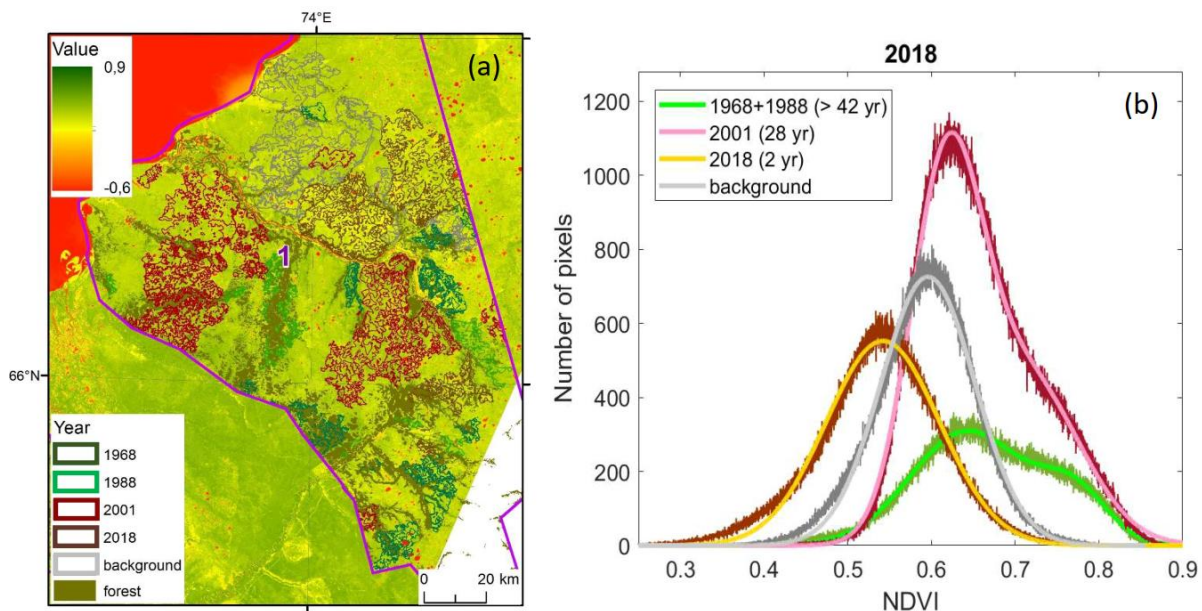 74°E
Value
0,9
-0,6
(a)
1
66°N
Year
1968
1988
2001
2018
background
forest
0 20 km
2018
(b)
1968+1988 (> 42 yr)
2001 (28 yr)
2018 (2 yr)
background
Number of pixels
1200
1000
800
600
400
200
0
0.3 0.4 0.5 0.6 0.7 0.8 0.9
NDVI